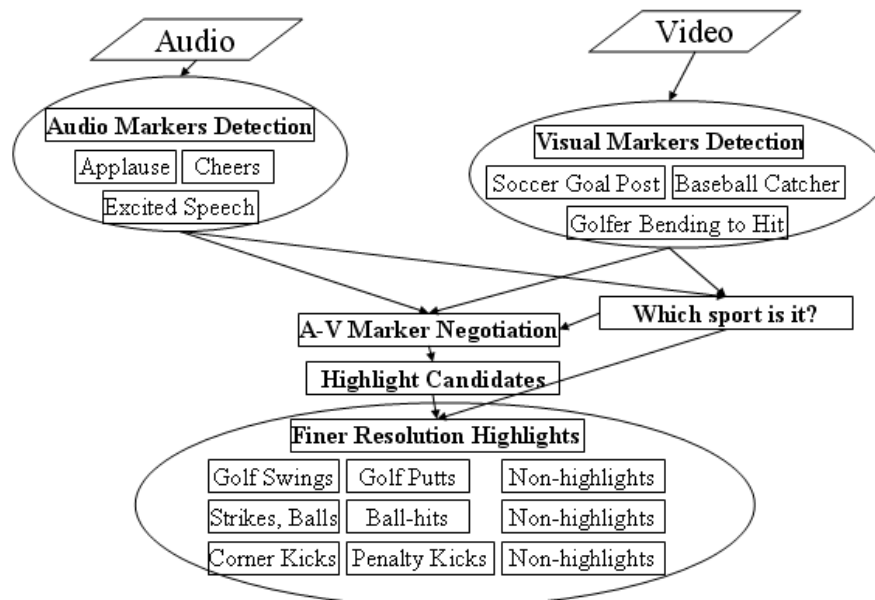 Audio
Video
Audio Markers Detection
Applause
Cheers
Excited Speech
Visual Markers Detection
Soccer Goal Post
Baseball Catcher
Golfer Bending to Hit
Which sport is it?
A-V Marker Negotiation
Highlight Candidates
Finer Resolution Highlights
Golf Swings
Golf Putts
Non-highlights
Strikes, Balls
Ball-hits
Non-highlights
Corner Kicks
Penalty Kicks
Non-highlights